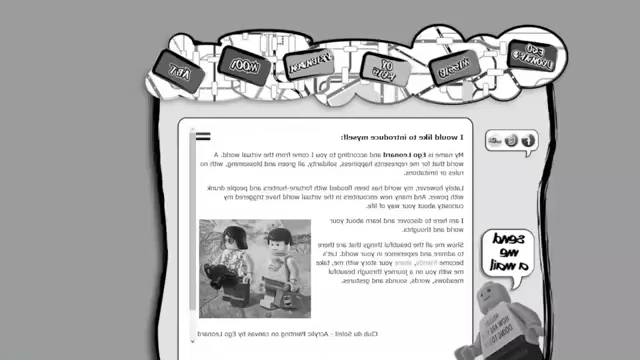 EGO LEONARD
I would like to introduce myself:
My name is Ego Leonard and according to you I come from the virtual world. A
world that for me represents happiness, solidarity, all green and blossoming, with no
rules or limitations.
Lately however, my world has been flooded with fortune-hunters and people drunk
with power. And many new encounters in the virtual world have triggered my
curiosity about your way of life.
I am here to discover and learn about your
world and thoughts.
Show me all the beautiful things that are there
to admire and experience in your world. Let's
become friends, share your story with me, take
me with you on a journey through beautiful
meadows, words, sounds and gestures.
Club du Soleil - Acrylic Painting on canvas by Ego Leonard
send
me
a mail